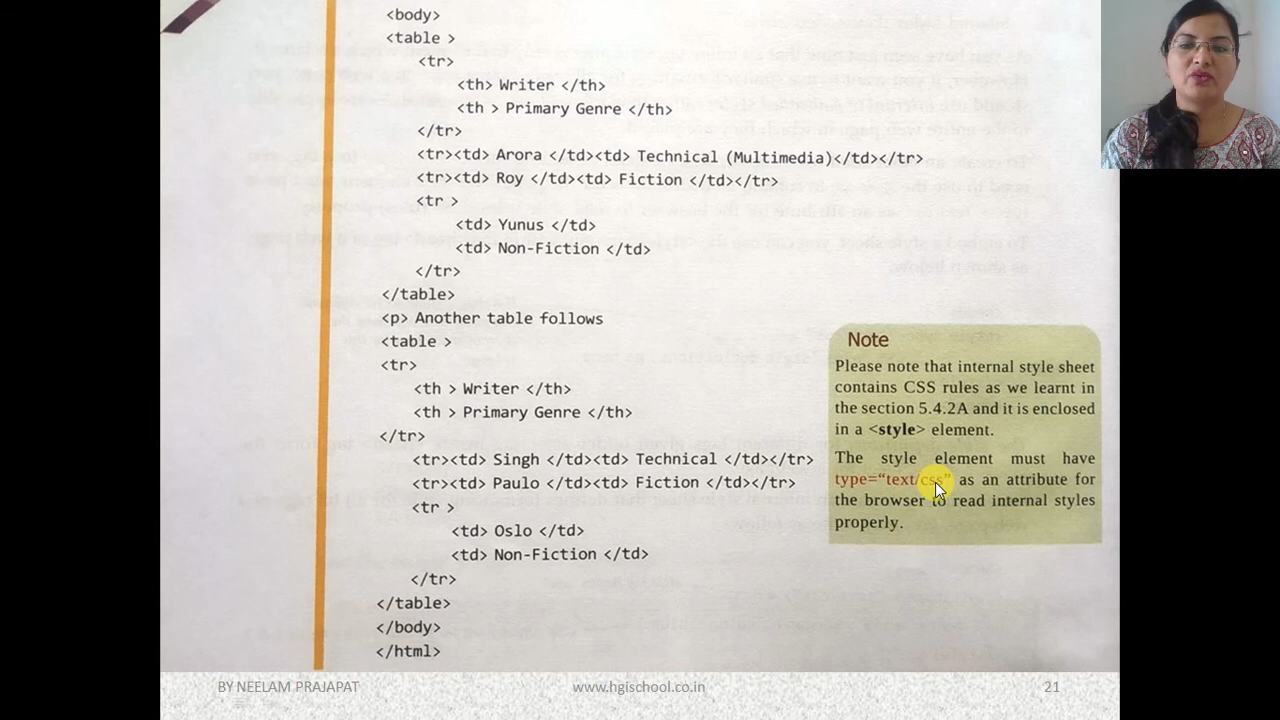 <body>
<table >
<tr>
<th> Writer </th>
<th > Primary Genre </th>
</tr>
<tr><td> Arora </td><td> Technical (Multimedia)</td></tr>
<tr><td> Roy </td><td> Fiction </td></tr>
<tr >
<td> Yunus </td>
<td> Non-Fiction </td>
</tr>
</table>
<p> Another table follows
<table >
<tr>
<th > Writer </th>
<th > Primary Genre </th>
</tr>
<tr><td> Singh </td><td> Technical </td></tr>
<tr><td> Paulo </td><td> Fiction </td></tr>
<tr >
<td> Oslo </td>
<td> Non-Fiction </td>
</tr>
</table>
</body>
</html>
Note
Please note that internal style sheet
contains CSS rules as we learnt in
the section 5.4.2A and it is enclosed
in a <style> element.
The style element must have
type="text/css" as an attribute for
the browser to read internal styles
properly.
BY NEELAM PRAJAPAT
www.hgischool.co.in
21